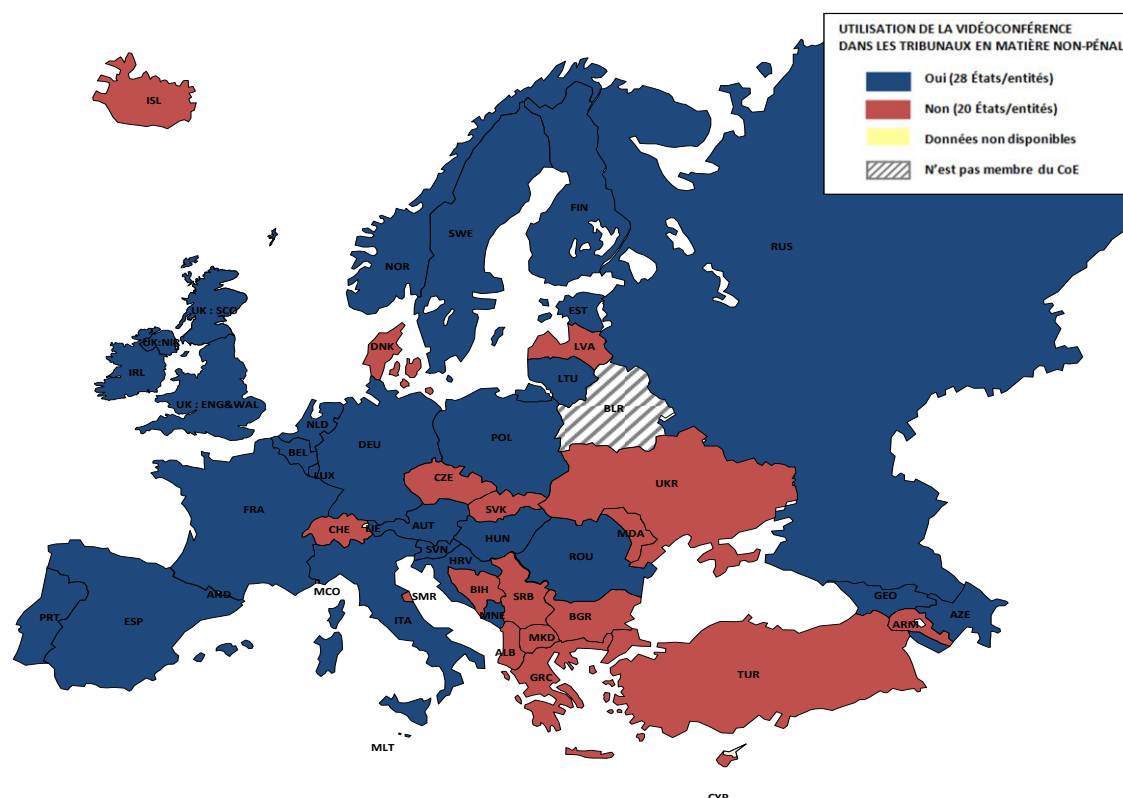 UTILISATION DE LA VIDÉOCONFÉRENCE
DANS LES TRIBUNAUX EN MATIÈRE NON-PÉNAL
Oui (28 États/entités)
Non (20 États/entités)
Données non disponibles
N'est pas membre du CoE
ISL
FIN
SWE
RUS
NOR
UK : SCO
EST
UK:NIR
DNK
LVA
IRL
LTU
UK : ENG&WAL
BLR
NLD
POL
DEU
BEL
LUX
CZE
UKR
FRA
SVK
CHE
LIE
AUT
MDA
HUN
SVN
ROU
HRV
MCO
BIH
SRB
GEO
AND
SMR
PRT
MNE
BGR
AZE
ESP
ITA
ARM
MKD
ALB
GRC
TUR
MLT
CYP